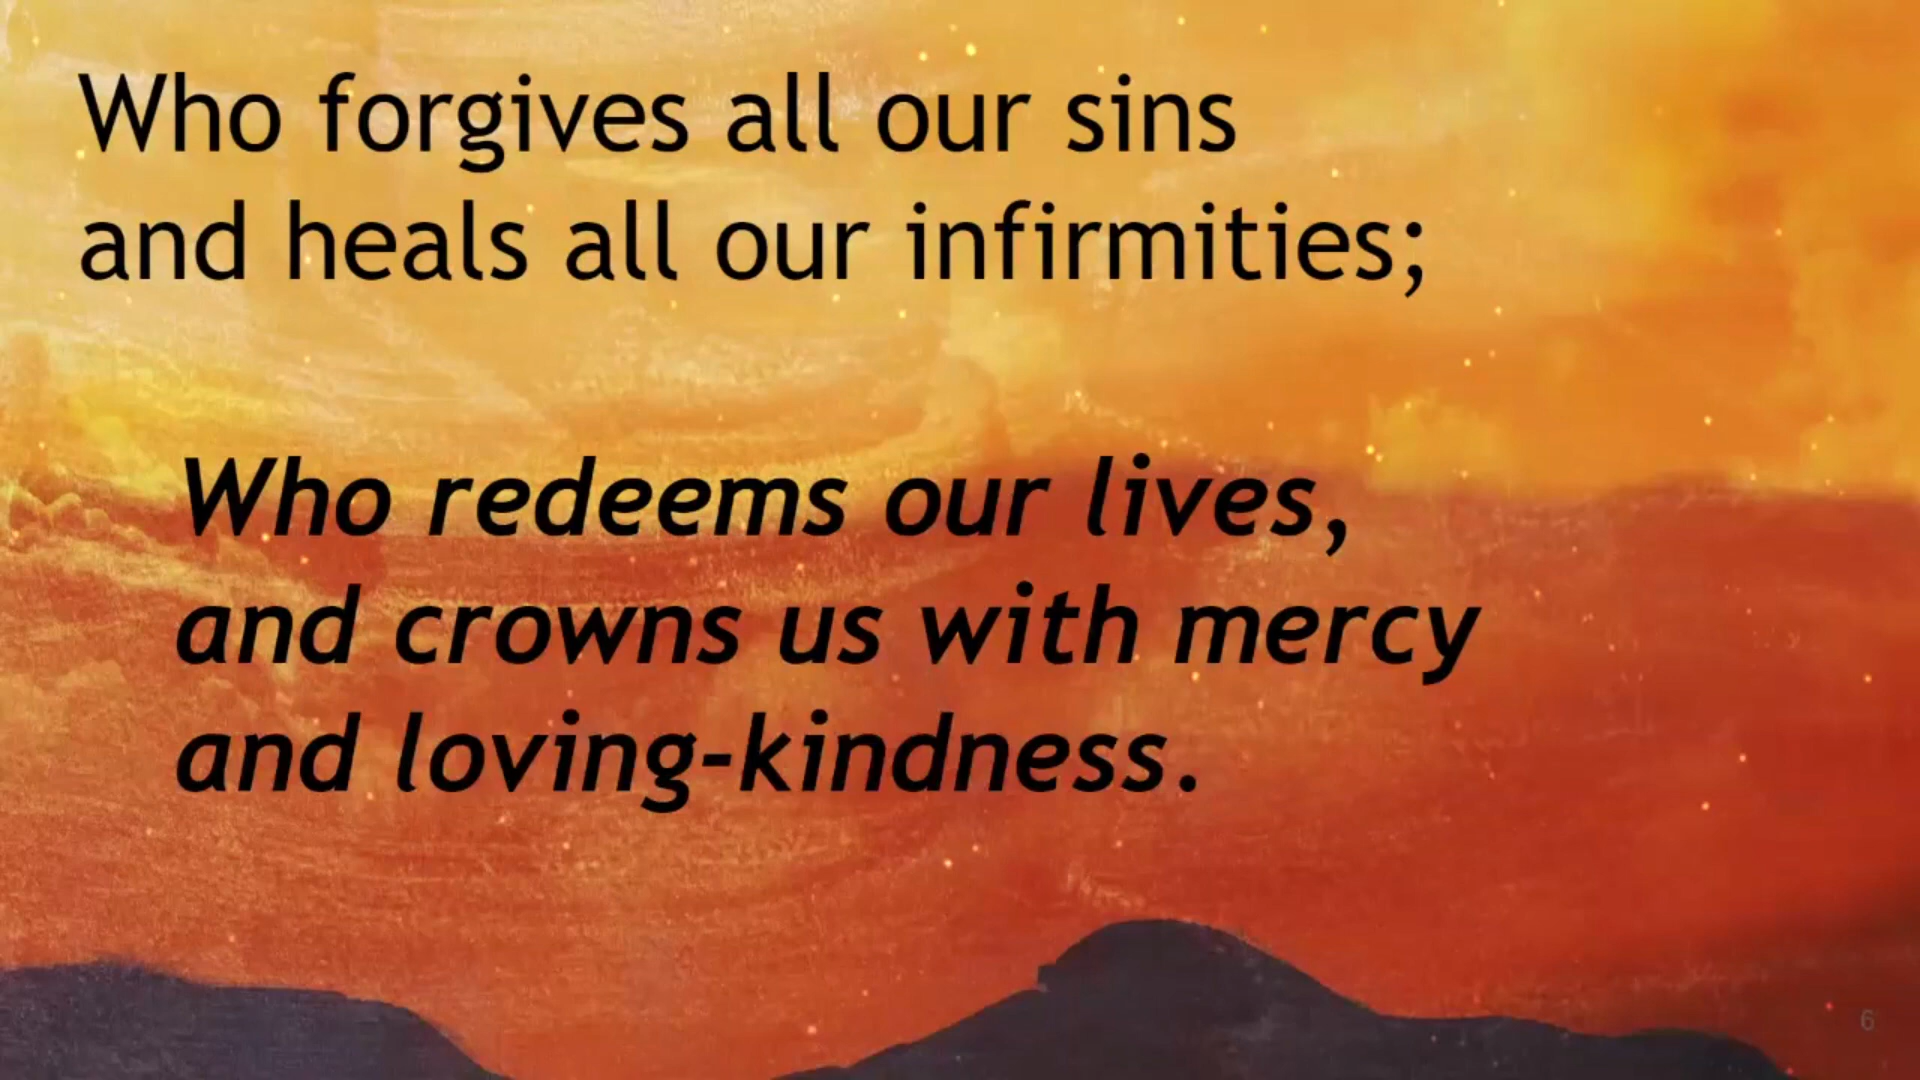 Who forgives all our sins
and heals all our infirmities;
Who redeems our lives,
and crowns us with mercy
and loving-kindness.
6